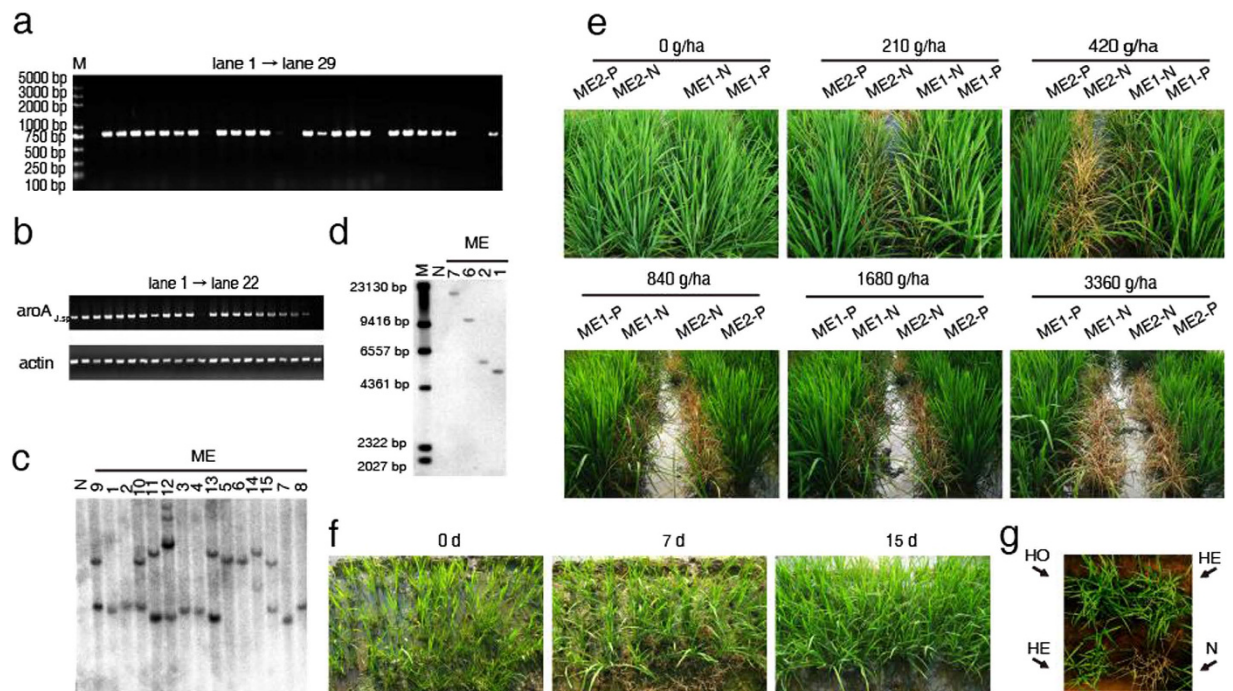 a
M lane 1 → lane 29
5000 bp
3000 bp
2000 bp
1000 bp
750 bp
500 bp
250 bp
100 bp
b
lane 1 → lane 22
aroA J.sp
actin
c
ME
N 9 1 2 10 11 12 3 4 13 5 6 14 15 7 8
d
ME
M N 7 6 2 1
23130 bp
9416 bp
6557 bp
4361 bp
2322 bp
2027 bp
e
0 g/ha 210 g/ha 420 g/ha
ME2-P ME2-N ME1-N ME1-P ME2-P ME2-N ME1-N ME1-P ME2-P ME2-N ME1-N ME1-P
840 g/ha 1680 g/ha 3360 g/ha
ME1-P ME1-N ME2-N ME2-P ME1-P ME1-N ME2-N ME2-P ME1-P ME1-N ME2-N ME2-P
f
0 d 7 d 15 d
g
HO HE
HE N